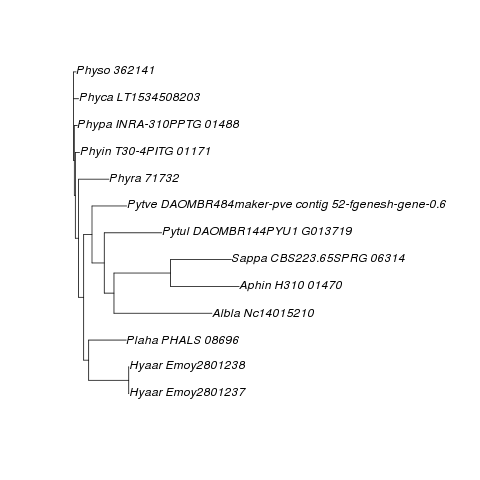 Physo 362141
Phyca LT1534508203
Phypa INRA-310PPTG 01488
Phyin T30-4PITG 01171
Phyra 71732
Pytve DAOMBR484maker-pve contig 52-fgenesh-gene-0.6
Pytul DAOMBR144PYU1 G013719
Sappa CBS223.65SPRG 06314
Aphin H310 01470
Albla Nc14015210
Plaha PHALS 08696
Hyaar Emoy2801238
Hyaar Emoy2801237